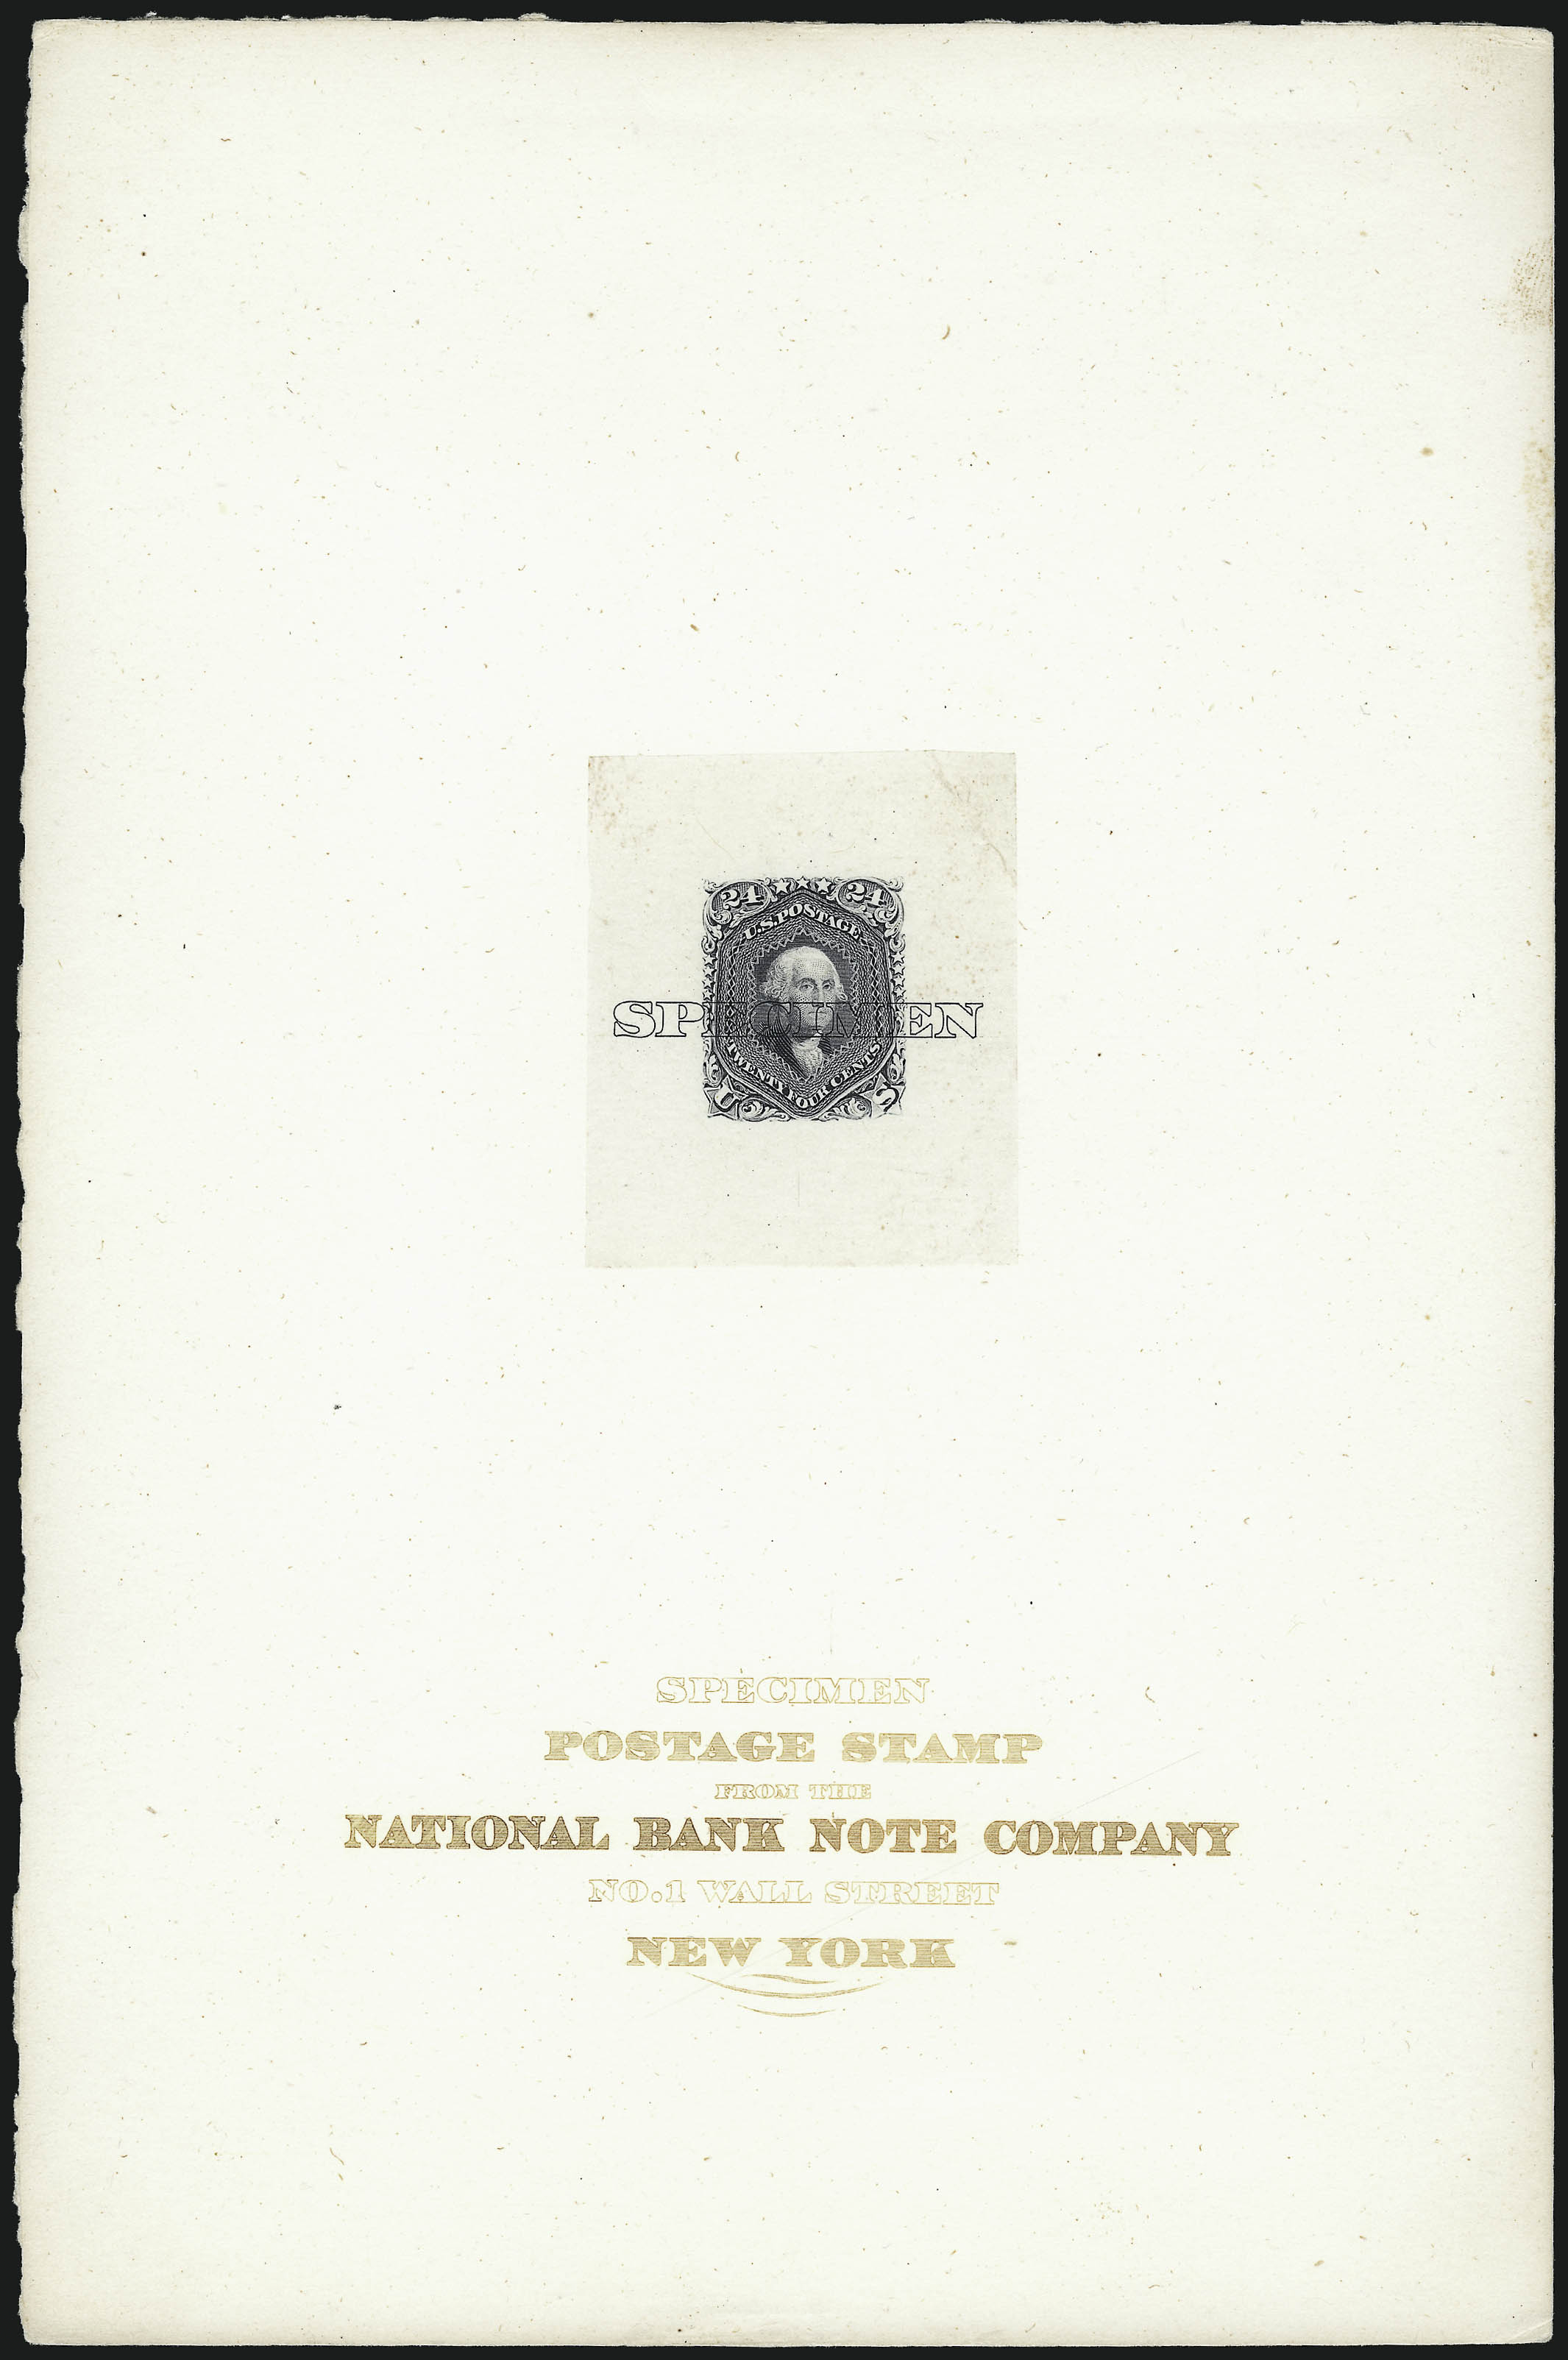 24 24
U.S. POSTAGE
SPECIMEN
TWENTY FOUR CENTS
U S
SPECIMEN
POSTAGE STAMP
FROM THE
NATIONAL BANK NOTE COMPANY
NO. 1 WALL STREET
NEW YORK